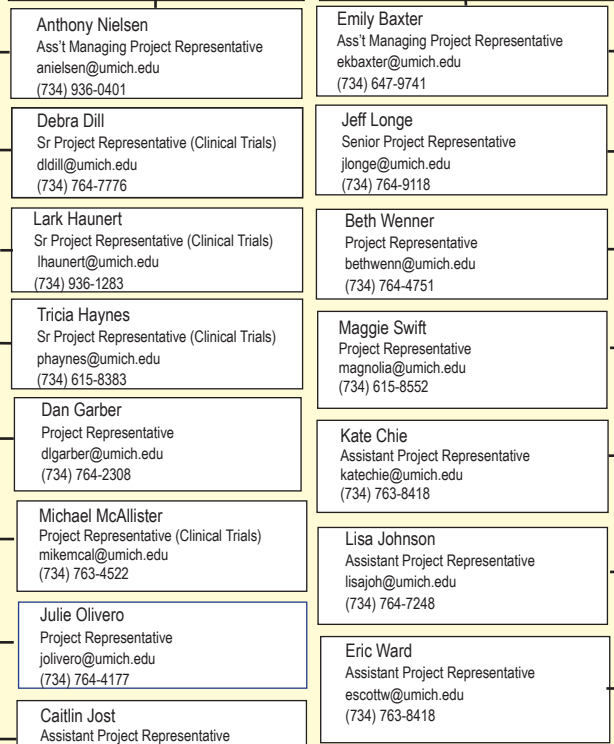 Anthony Nielsen
Ass't Managing Project Representative
anielsen@umich.edu
(734) 936-0401
Debra Dill
Sr Project Representative (Clinical Trials)
dldill@umich.edu
(734) 764-7776
Lark Haunert
Sr Project Representative (Clinical Trials)
lhaunert@umich.edu
(734) 936-1283
Tricia Haynes
Sr Project Representative (Clinical Trials)
phaynes@umich.edu
(734) 615-8383
Dan Garber
Project Representative
dlgarber@umich.edu
(734) 764-2308
Michael McAllister
Project Representative (Clinical Trials)
mikemcal@umich.edu
(734) 763-4522
Julie Olivero
Project Representative
jolivero@umich.edu
(734) 764-4177
Caitlin Jost
Assistant Project Representative
Emily Baxter
Ass't Managing Project Representative
ekbaxter@umich.edu
(734) 647-9741
Jeff Longe
Senior Project Representative
jlonge@umich.edu
(734) 764-9118
Beth Wenner
Project Representative
bethwenn@umich.edu
(734) 764-4751
Maggie Swift
Project Representative
magnolia@umich.edu
(734) 615-8552
Kate Chie
Assistant Project Representative
katechie@umich.edu
(734) 763-8418
Lisa Johnson
Assistant Project Representative
lisajoh@umich.edu
(734) 764-7248
Eric Ward
Assistant Project Representative
escottw@umich.edu
(734) 763-8418